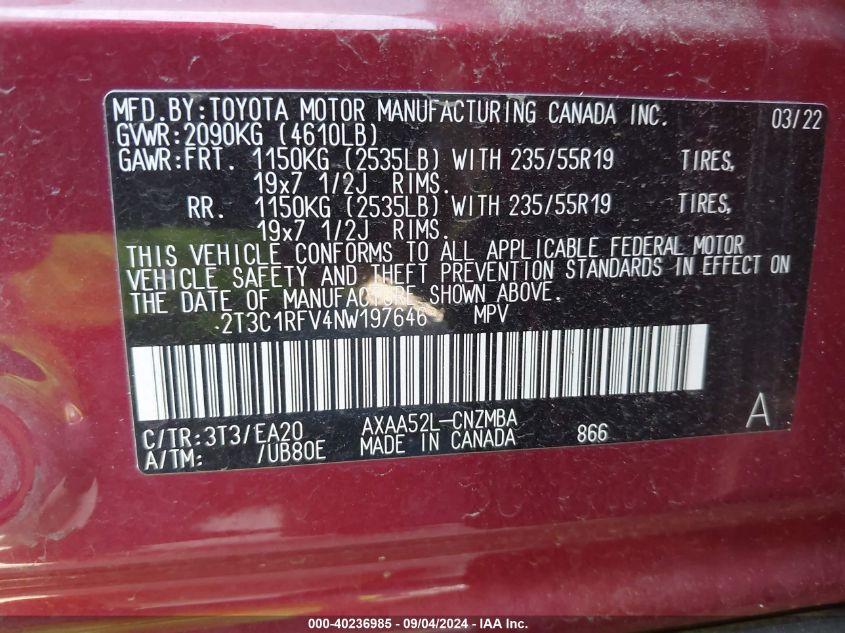 MFD.BY:TOYOTA MOTOR MANUFACTURING CANADA INC. 03/22
GVWR:2090KG (4610LB)
GAWR:FRT. 1150KG (2535LB) WITH 235/55R19 TIRES,
19x7 1/2J RIMS.
RR. 1150KG (2535LB) WITH 235/55R19 TIRES,
19x7 1/2J RIMS.
THIS VEHICLE CONFORMS TO ALL APPLICABLE FEDERAL MOTOR
VEHICLE SAFETY AND THEFT PREVENTION STANDARDS IN EFFECT ON
THE DATE OF MANUFACTURE SHOWN ABOVE.
2T3C1RFV4NW197646 MPV
C/TR:3T3/EA20 AXAA52L-CNZMBA A
A/TM: /UB80E MADE IN CANADA 866
000-40236985 - 09/04/2024 - IAA Inc.